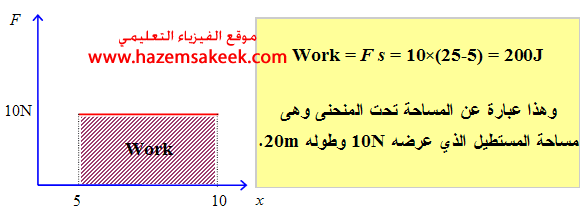 F
موقع الفيزياء التعليمي
www.hazemsakeek.com
10N
Work
5
10
x
Work = F s = 10×(25-5) = 200J
وهذا عبارة عن المساحة تحت المنحنى وهى
مساحة المستطيل الذي عرضه 10N وطوله 20m.